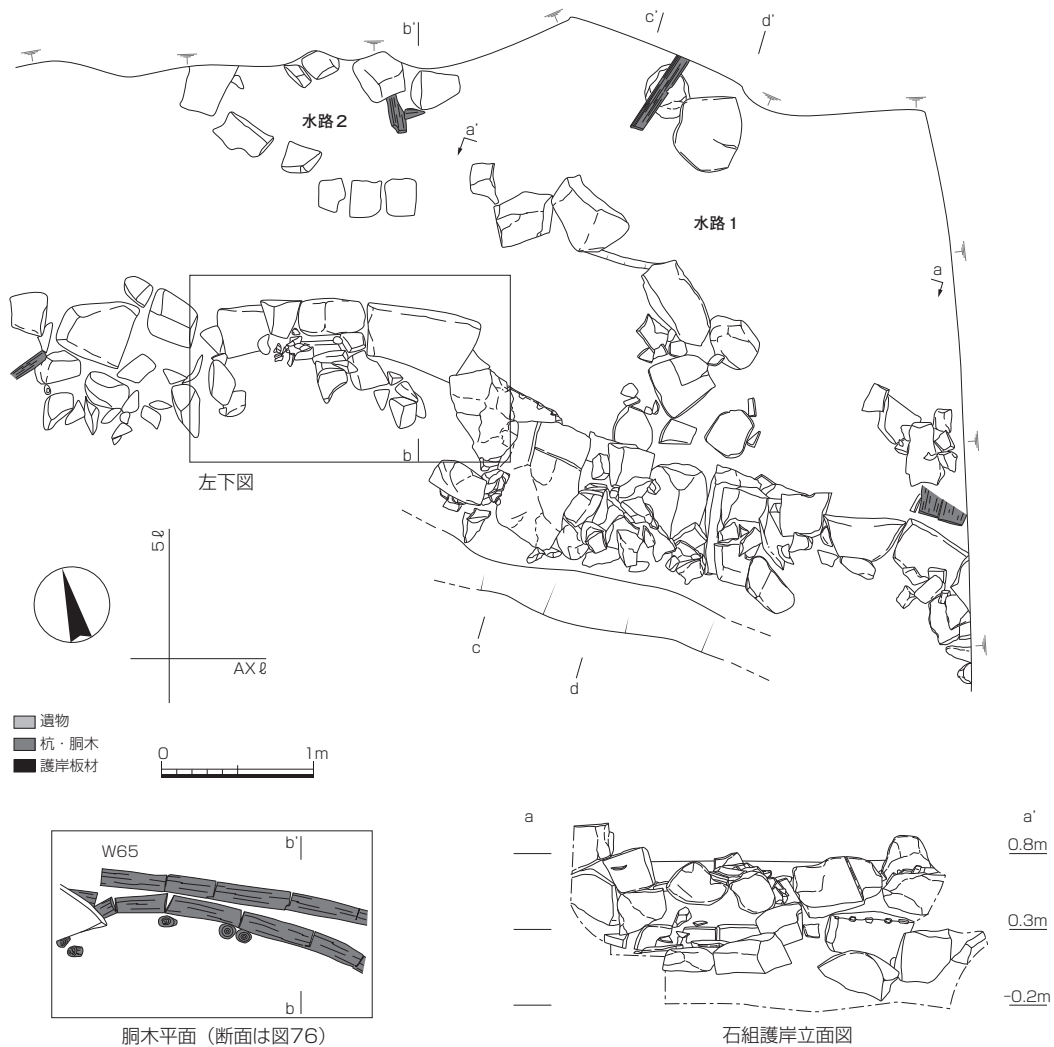 b'
c'
d'
水路2
a'
水路1
a
b
左下図
5ℓ
AXℓ
c
d
遺物
杭・胴木
護岸板材
0 1m
W65
b'
b
胴木平面（断面は図76）
a a'
0.8m
0.3m
-0.2m
石組護岸立面図